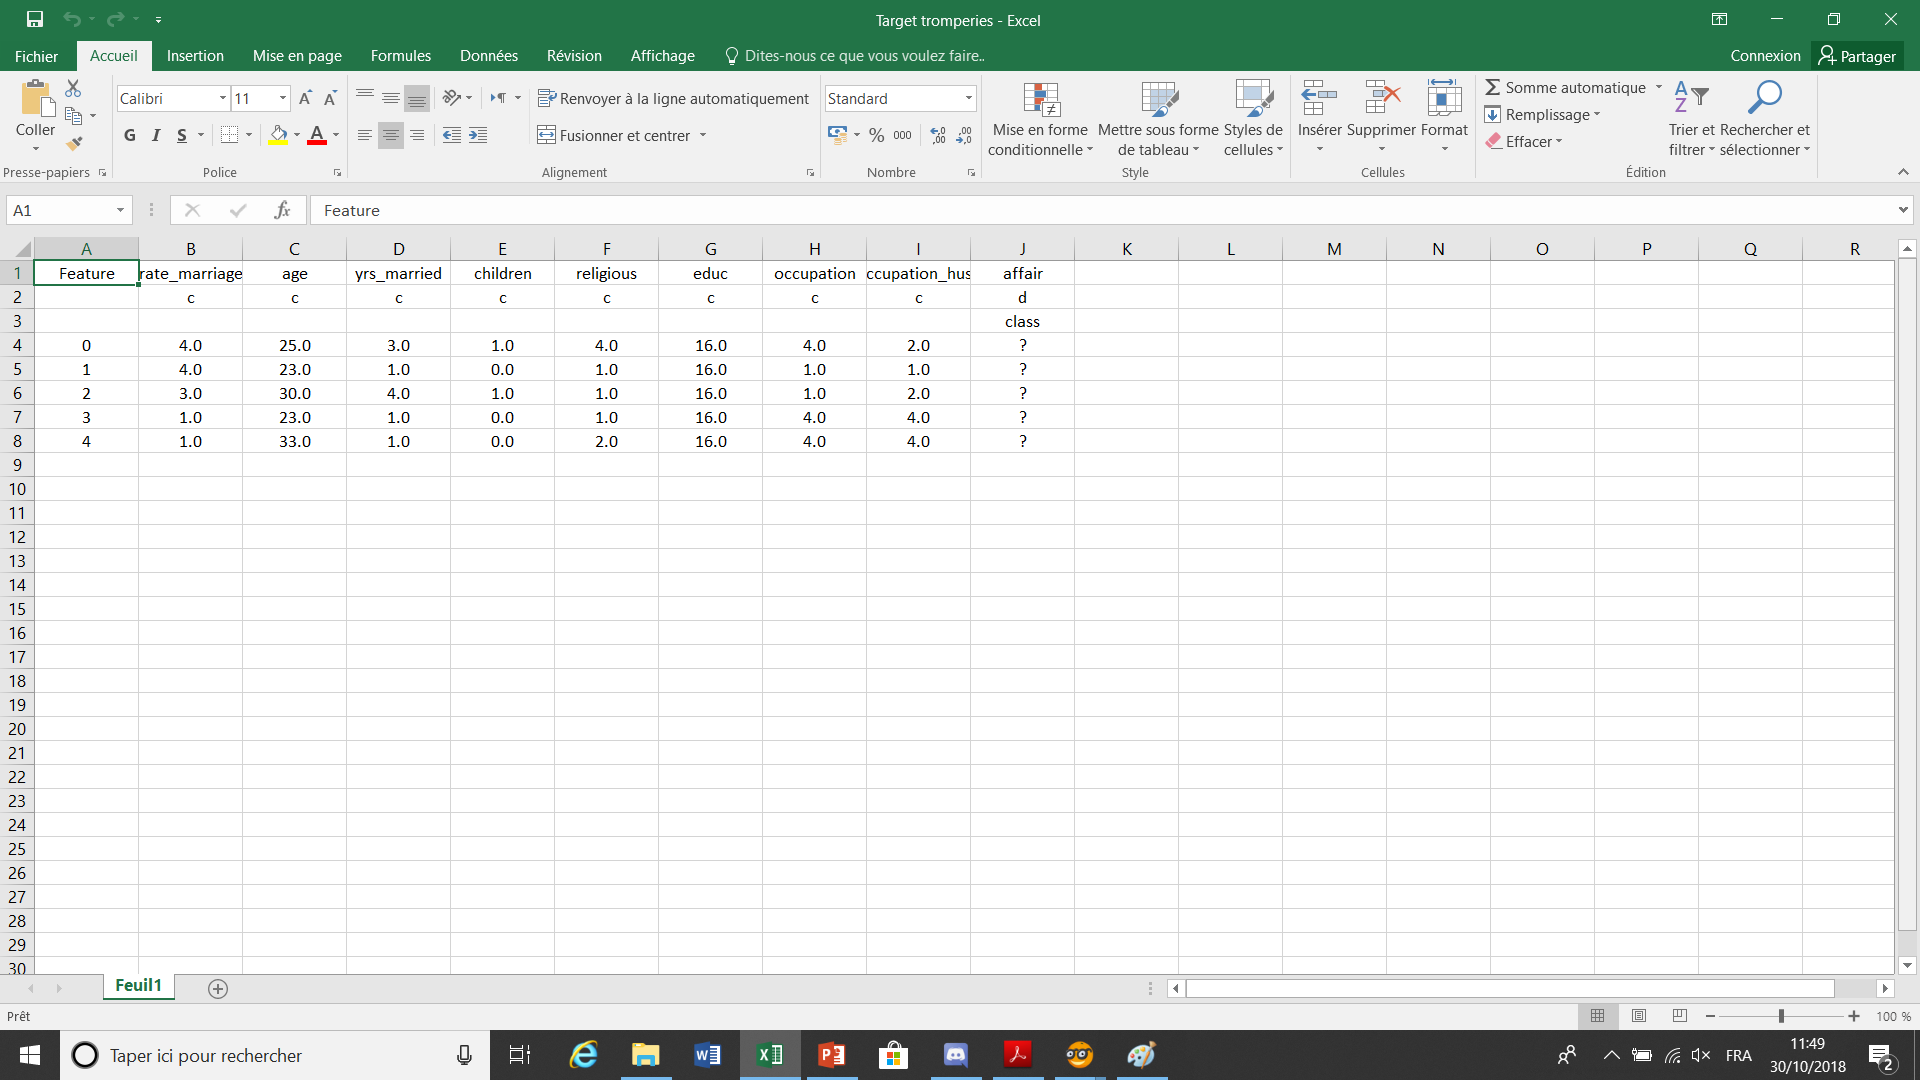 Target tromperies - Excel
Fichier Accueil Insertion Mise en page Formules Données Révision Affichage Dites-nous ce que vous voulez faire.. Connexion Partager
Coller
Presse-papiers
Calibri 11
G I S A
Police
Renvoyer à la ligne automatiquement
Fusionner et centrer
Alignement
Standard
% 000
Nombre
Mise en forme conditionnelle
Mettre sous forme de tableau
Styles de cellules
Style
Insérer Supprimer Format
Cellules
Somme automatique
Remplissage
Effacer
Trier et filtrer
Rechercher et sélectionner
Édition
A1 fx Feature
A B C D E F G H I J K L M N O P Q R
1 Feature rate_marriage age yrs_married children religious educ occupation ccupation_hus affair
2 c c c c c c c c d
3 class
4 0 4.0 25.0 3.0 1.0 4.0 16.0 4.0 2.0 ?
5 1 4.0 23.0 1.0 0.0 1.0 16.0 1.0 1.0 ?
6 2 3.0 30.0 4.0 1.0 1.0 16.0 1.0 2.0 ?
7 3 1.0 23.0 1.0 0.0 1.0 16.0 4.0 4.0 ?
8 4 1.0 33.0 1.0 0.0 2.0 16.0 4.0 4.0 ?
9
10
11
12
13
14
15
16
17
18
19
20
21
22
23
24
25
26
27
28
29
30
Feuil1
Prêt 100 %
Taper ici pour rechercher
FRA
11:49
30/10/2018
2